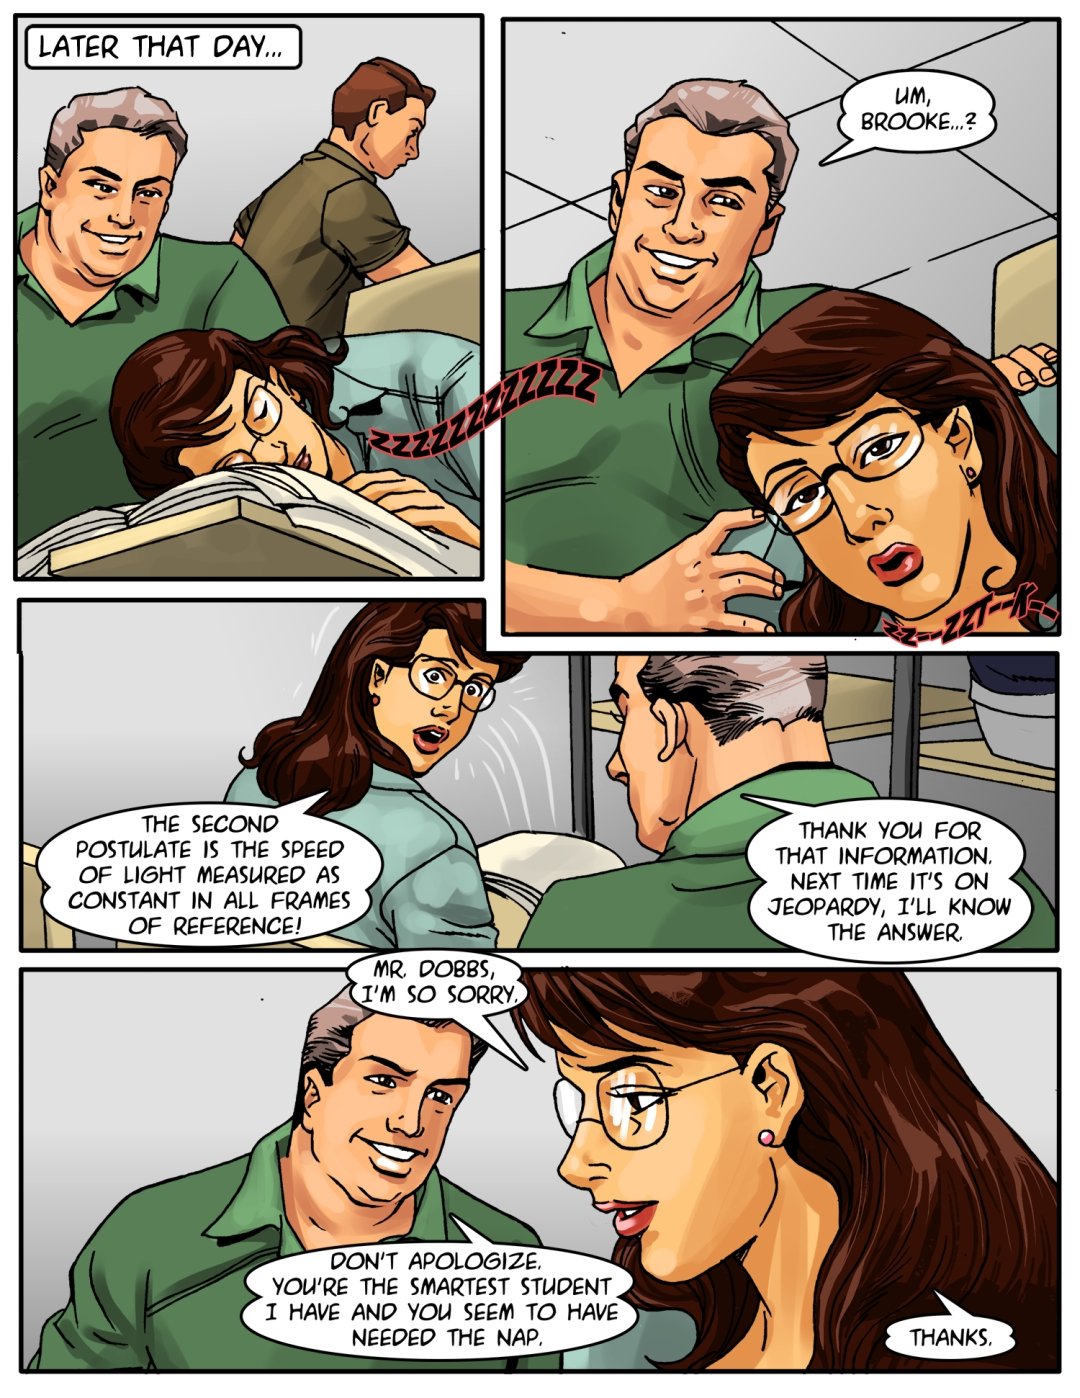 LATER THAT DAY...
ZZZZZZZZZZZZ
UM,
BROOKE...?
ZZ--ZZT--K--
THE SECOND
POSTULATE IS THE SPEED
OF LIGHT MEASURED AS
CONSTANT IN ALL FRAMES
OF REFERENCE!
THANK YOU FOR
THAT INFORMATION.
NEXT TIME IT'S ON
JEOPARDY, I'LL KNOW
THE ANSWER.
MR. DOBBS,
I'M SO SORRY.
DON'T APOLOGIZE.
YOU'RE THE SMARTEST STUDENT
I HAVE AND YOU SEEM TO HAVE
NEEDED THE NAP.
THANKS.